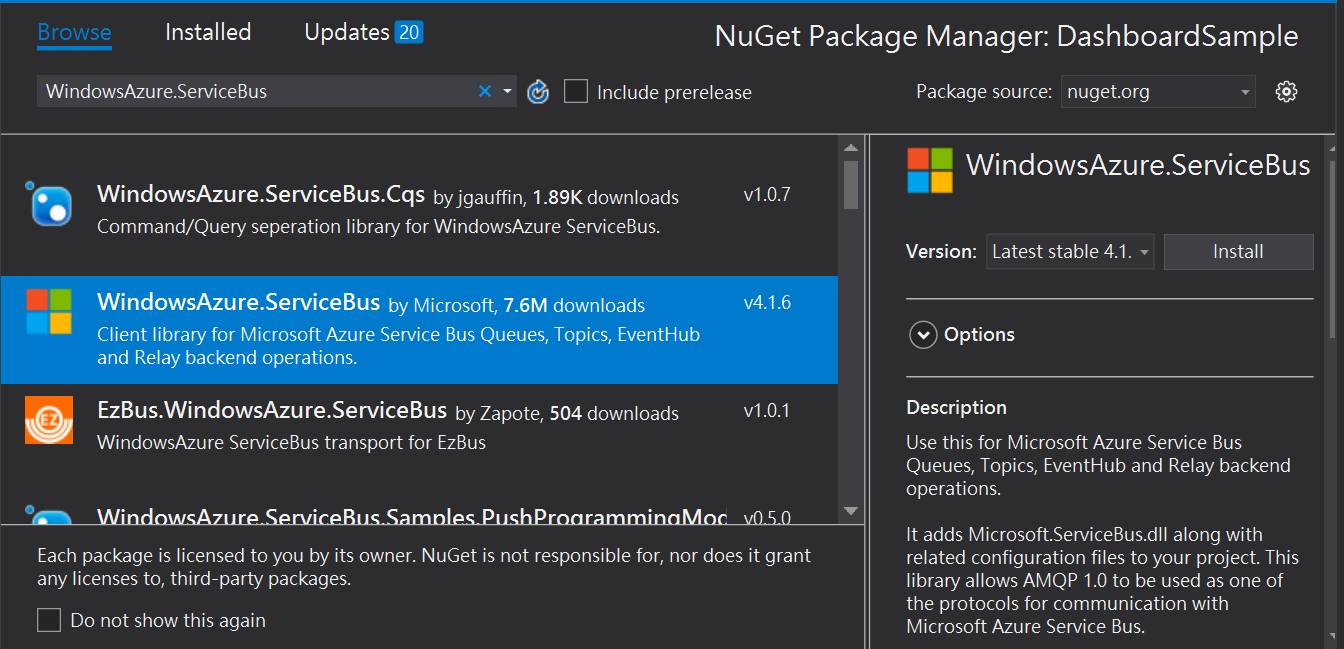 Browse Installed Updates 20
NuGet Package Manager: DashboardSample
WindowsAzure.ServiceBus
Include prerelease
Package source: nuget.org
WindowsAzure.ServiceBus.Cqs by jgauffin, 1.89K downloads v1.0.7
Command/Query seperation library for WindowsAzure ServiceBus.
WindowsAzure.ServiceBus by Microsoft, 7.6M downloads v4.1.6
Client library for Microsoft Azure Service Bus Queues, Topics, EventHub
and Relay backend operations.
EZ
EzBus.WindowsAzure.ServiceBus by Zapote, 504 downloads v1.0.1
WindowsAzure ServiceBus transport for EzBus
WindowsAzure.ServiceBus.Samples.PushProgrammingMod v0.5.0
Each package is licensed to you by its owner. NuGet is not responsible for, nor does it grant
any licenses to, third-party packages.
Do not show this again
WindowsAzure.ServiceBus
Version: Latest stable 4.1. Install
Options
Description
Use this for Microsoft Azure Service Bus
Queues, Topics, EventHub and Relay backend
operations.
It adds Microsoft.ServiceBus.dll along with
related configuration files to your project. This
library allows AMQP 1.0 to be used as one of
the protocols for communication with
Microsoft Azure Service Bus.